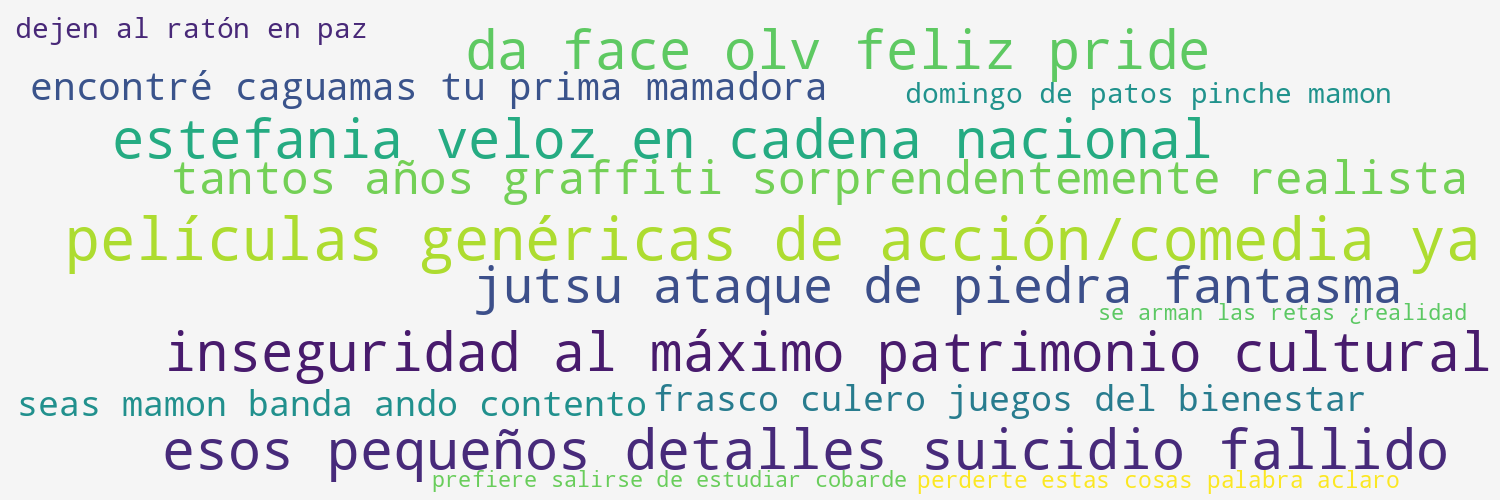 dejen al ratón en paz
da face olv feliz pride
encontré caguamas tu prima mamadora
domingo de patos pinche mamon
estefania veloz en cadena nacional
tantos años graffiti sorprendentemente realista
películas genéricas de acción/comedia ya
jutsu ataque de piedra fantasma
se arman las retas ¿realidad
inseguridad al máximo patrimonio cultural
seas mamon banda ando contento
frasco culero juegos del bienestar
esos pequeños detalles suicidio fallido
prefiere salirse de estudiar cobarde
perderte estas cosas palabra aclaro